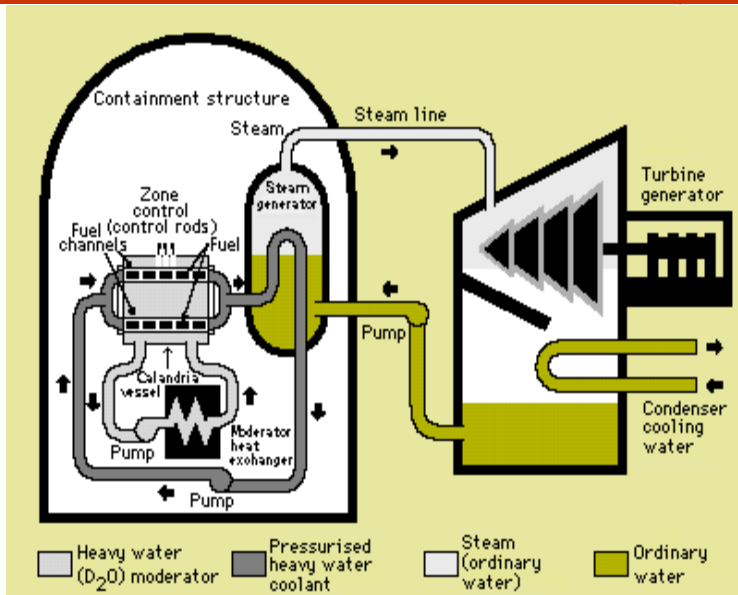 Containment structure
Steam
Steam line
Steam
generator
Turbine
generator
Zone
control
(control rods)
Fuel
channels
Fuel
Calandria
vessel
Pump
Moderator
heat
exchanger
Pump
Pump
Condenser
cooling
water
Heavy water
(D₂O) moderator
Pressurised
heavy water
coolant
Steam
(ordinary
water)
Ordinary
water